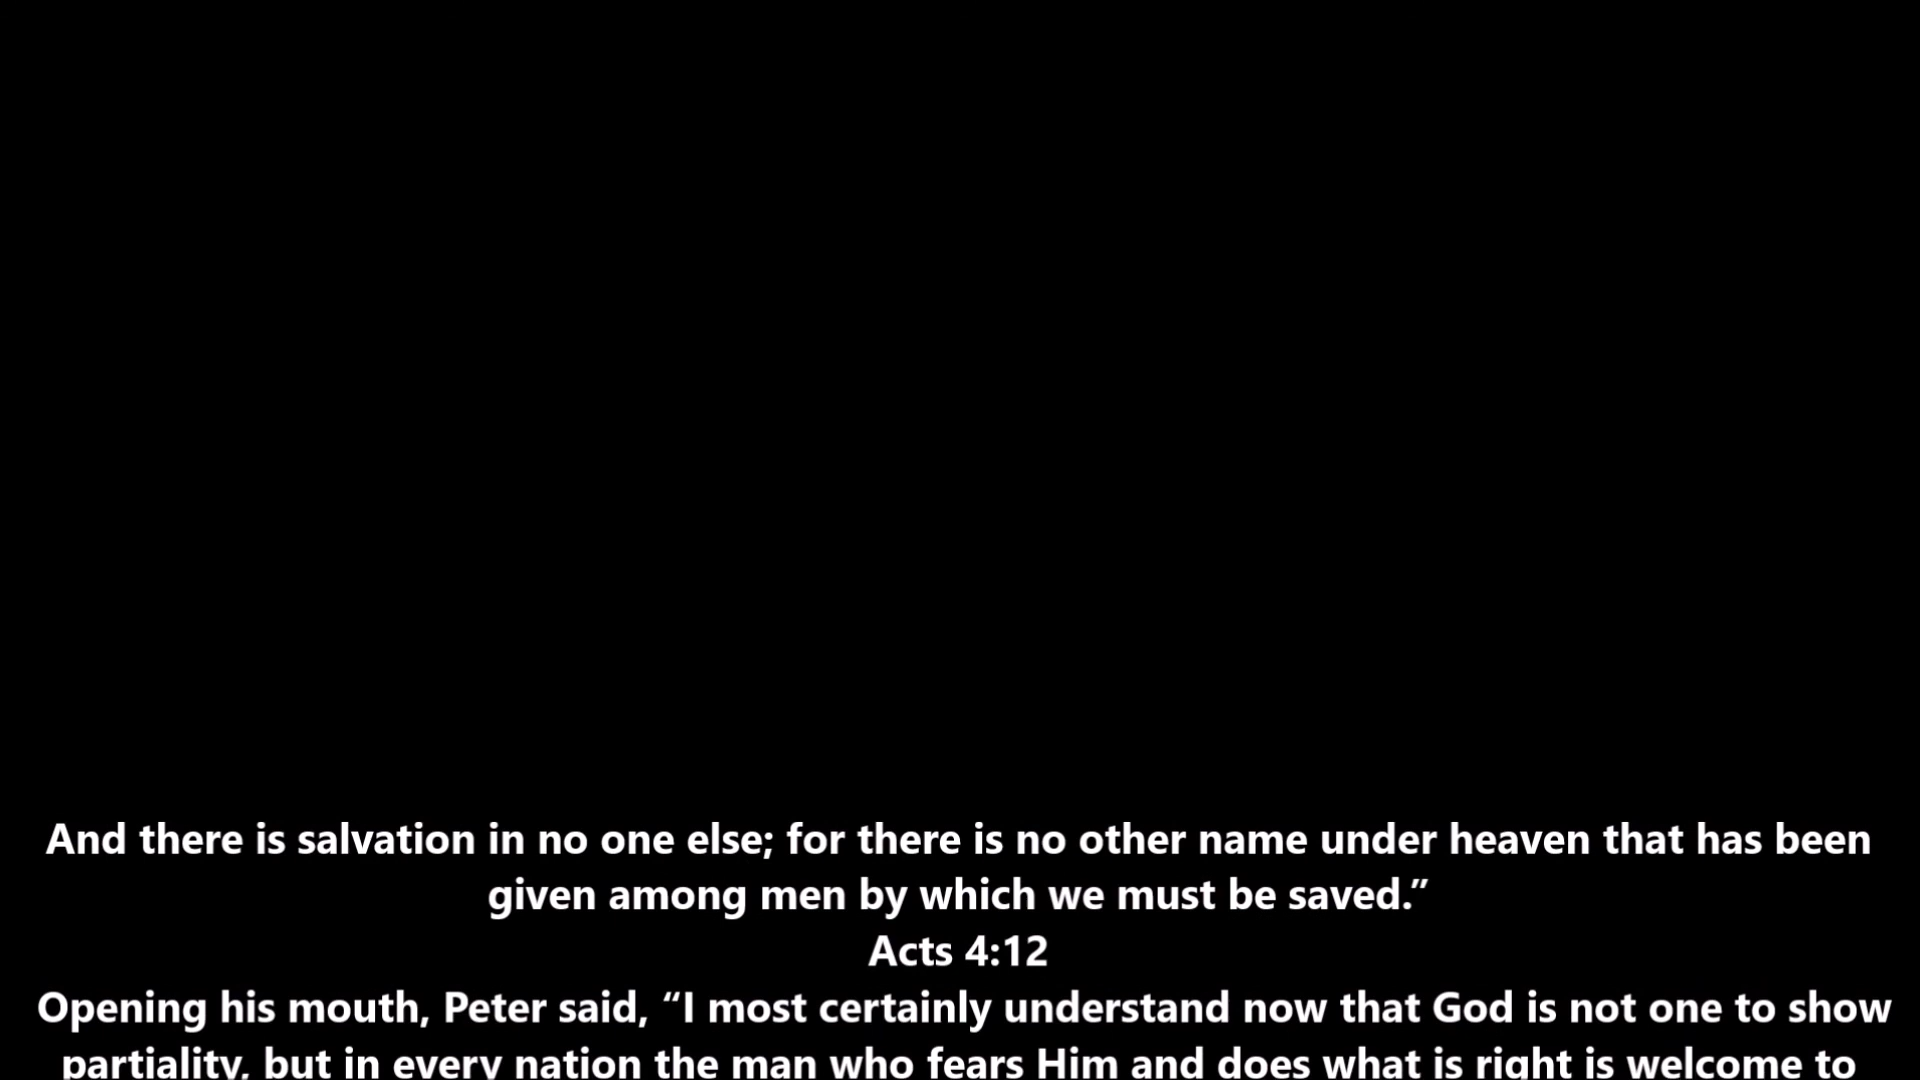 And there is salvation in no one else; for there is no other name under heaven that has been
given among men by which we must be saved.”
Acts 4:12
Opening his mouth, Peter said, “I most certainly understand now that God is not one to show
partiality, but in every nation the man who fears Him and does what is right is welcome to